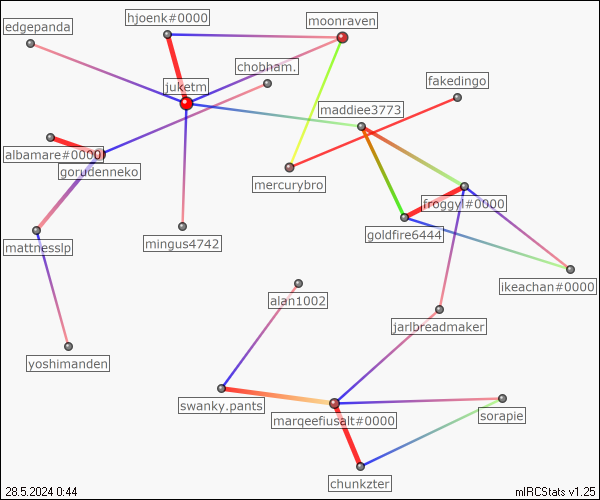 hjoenk#0000
moonraven
edgepanda
chobham.
fakedingo
juketm
maddiee3773
albamare#0000
gorudenneko
mercurybro
froggyl#0000
goldfire6444
mattnesslp
mingus4742
ikeachan#0000
alan1002
jarlbreadmaker
yoshimanden
swanky.pants
marqeefiusalt#0000
sorapie
chunkzter
28.5.2024 0:44
mIRCStats v1.25